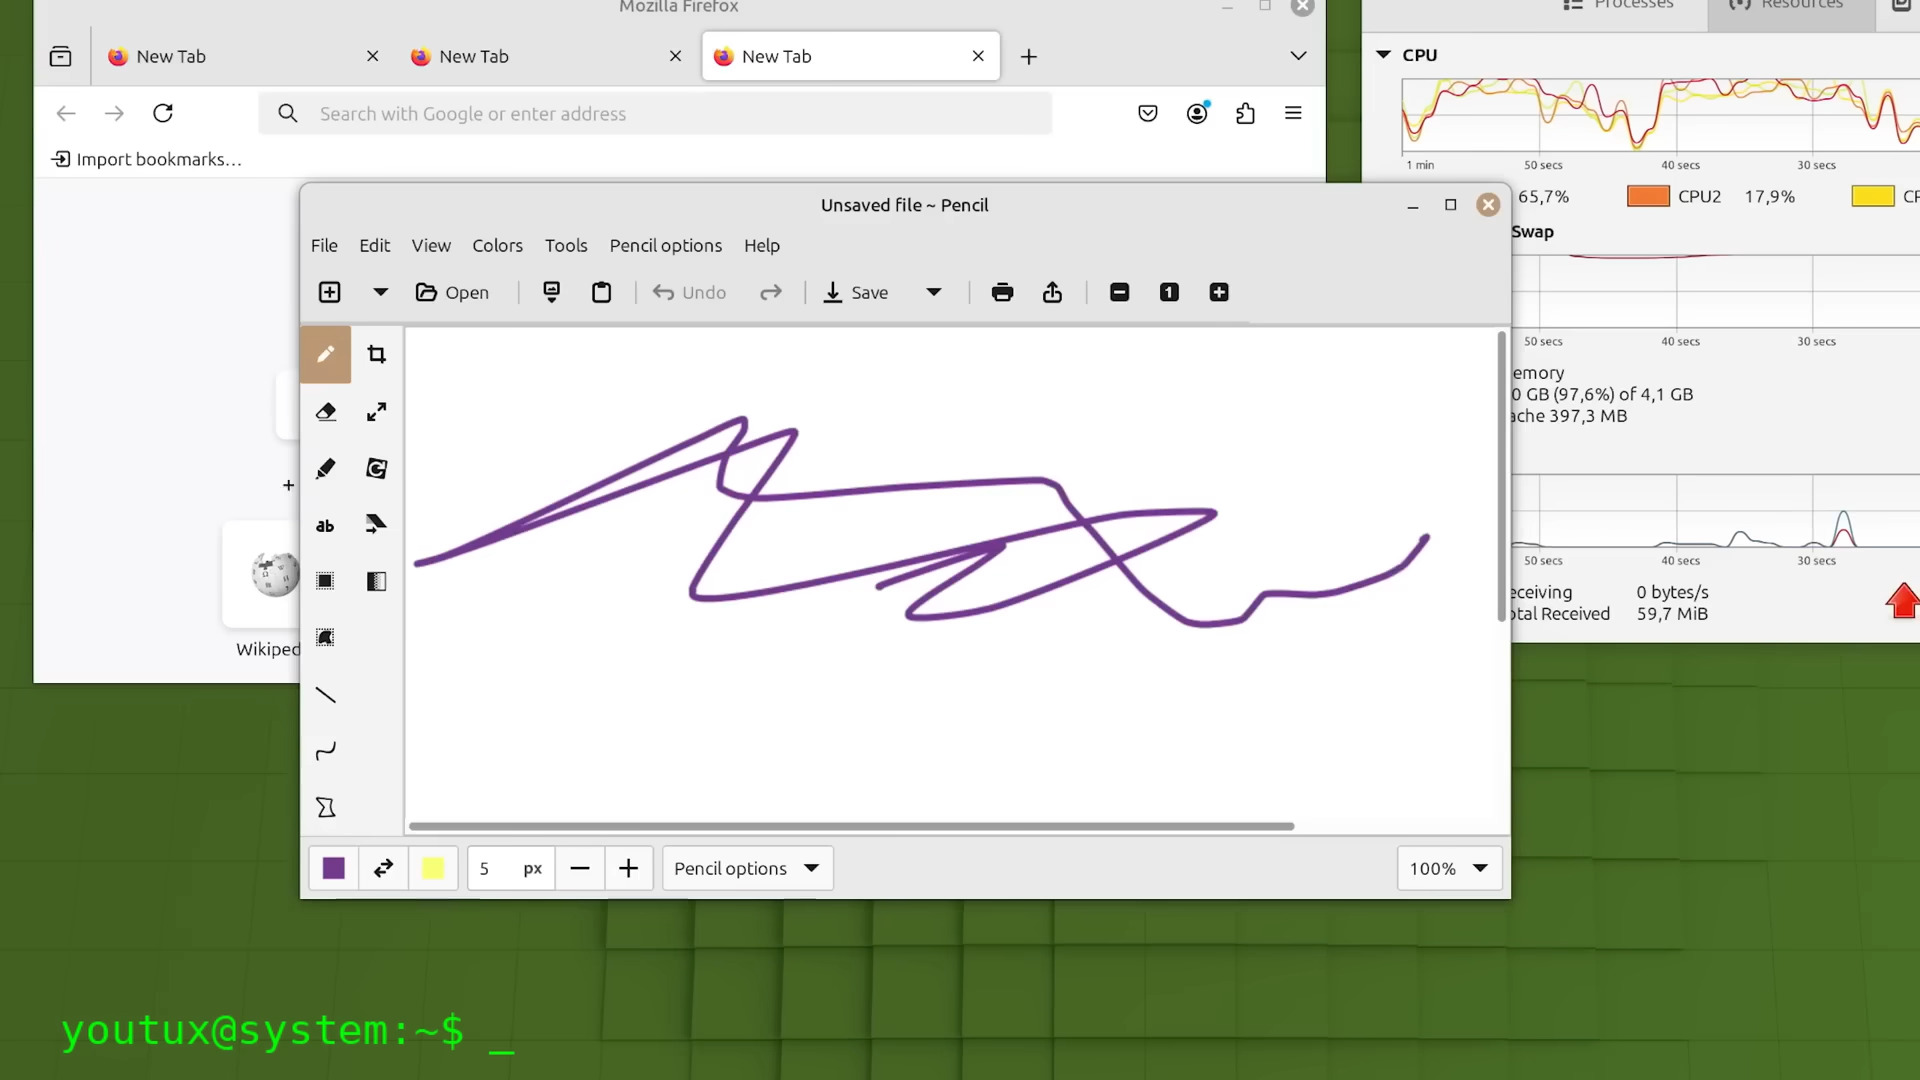 Mozilla Firefox
New Tab
New Tab
New Tab
Search with Google or enter address
Import bookmarks...
Wikiped
Processes
Resources
CPU
1 min
50 secs
40 secs
30 secs
65,7%
CPU2
17,9%
Swap
50 secs
40 secs
30 secs
emory
0 GB (97,6%) of 4,1 GB
ache 397,3 MB
50 secs
40 secs
30 secs
eceiving
0 bytes/s
otal Received
59,7 MiB
Unsaved file ~ Pencil
File Edit View Colors Tools Pencil options Help
Open
Undo
Save
1
ab
5 px
Pencil options
100%
youtux@system:~$ _